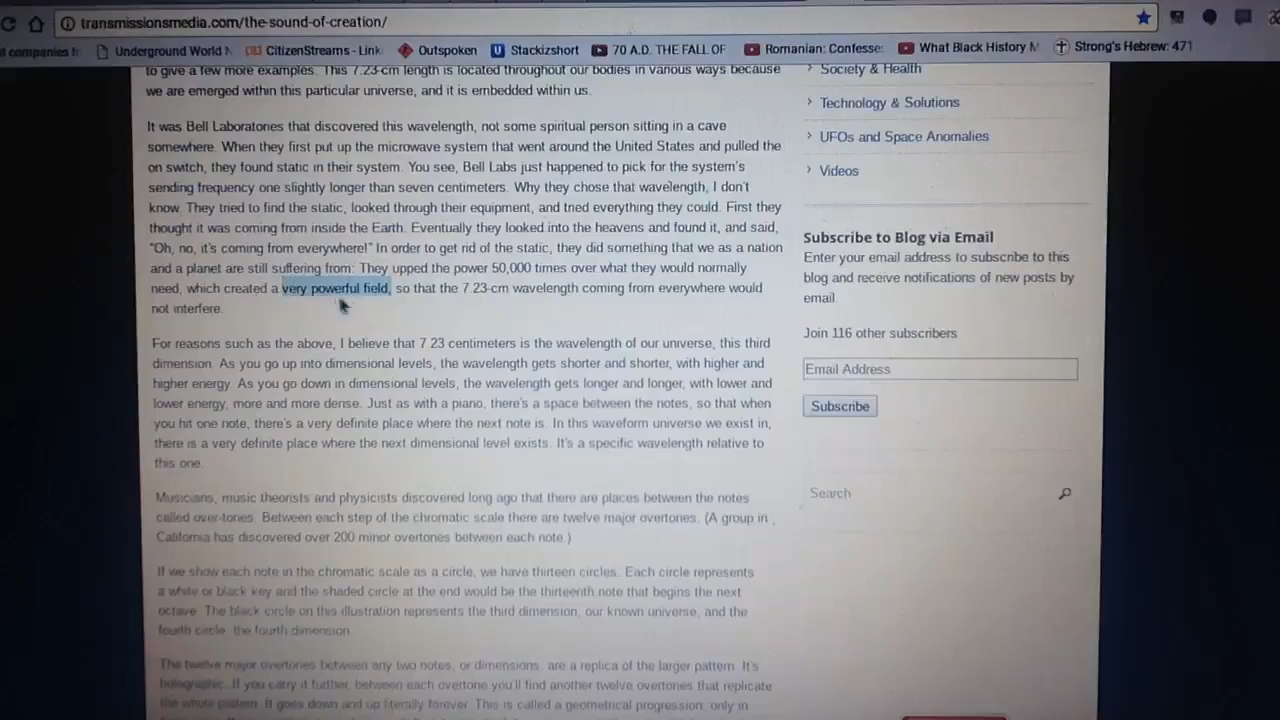 transmissionsmedia.com/the-sound-of-creation/
companies
Underground World
CitizenStreams - Link
Outspoken
Stackizshort
70 A.D. THE FALL OF
Romanian: Confesse
What Black History M
Strong's Hebrew: 471
to give a few more examples. This 7.23-cm length is located throughout our bodies in various ways because
we are emerged within this particular universe, and it is embedded within us.
It was Bell Laboratories that discovered this wavelength, not some spiritual person sitting in a cave
somewhere. When they first put up the microwave system that went around the United States and pulled the
on switch, they found static in their system. You see, Bell Labs just happened to pick for the system's
sending frequency one slightly longer than seven centimeters. Why they chose that wavelength, I don't
know. They tried to find the static, looked through their equipment, and tried everything they could. First they
thought it was coming from inside the Earth. Eventually they looked into the heavens and found it, and said,
"Oh, no, it's coming from everywhere!" In order to get rid of the static, they did something that we as a nation
and a planet are still suffering from: They upped the power 50,000 times over what they would normally
need, which created a very powerful field, so that the 7.23-cm wavelength coming from everywhere would
not interfere.
For reasons such as the above, I believe that 7.23 centimeters is the wavelength of our universe, this third
dimension. As you go up into dimensional levels, the wavelength gets shorter and shorter, with higher and
higher energy. As you go down in dimensional levels, the wavelength gets longer and longer, with lower and
lower energy, more and more dense. Just as with a piano, there's a space between the notes, so that when
you hit one note, there's a very definite place where the next note is. In this waveform universe we exist in,
there is a very definite place where the next dimensional level exists. It's a specific wavelength relative to
this one.
Musicians, music theorists and physicists discovered long ago that there are places between the notes
called over-tones. Between each step of the chromatic scale there are twelve major overtones. (A group in
California has discovered over 200 minor overtones between each note.)
If we show each note in the chromatic scale as a circle, we have thirteen circles. Each circle represents
a white or black key and the shaded circle at the end would be the thirteenth note that begins the next
octave. The black circle on this illustration represents the third dimension, our known universe, and the
fourth circle, the fourth dimension.
The twelve major overtones between any two notes, or dimensions, are a replica of the larger pattern. It's
holographic. If you carry it further, between each overtone you'll find another twelve overtones that replicate
the whole pattern. It goes down and up literally forever. This is called a geometrical progression, only in
Society & Health
Technology & Solutions
UFOs and Space Anomalies
Videos
Subscribe to Blog via Email
Enter your email address to subscribe to this
blog and receive notifications of new posts by
email.
Join 116 other subscribers
Email Address
Subscribe
Search